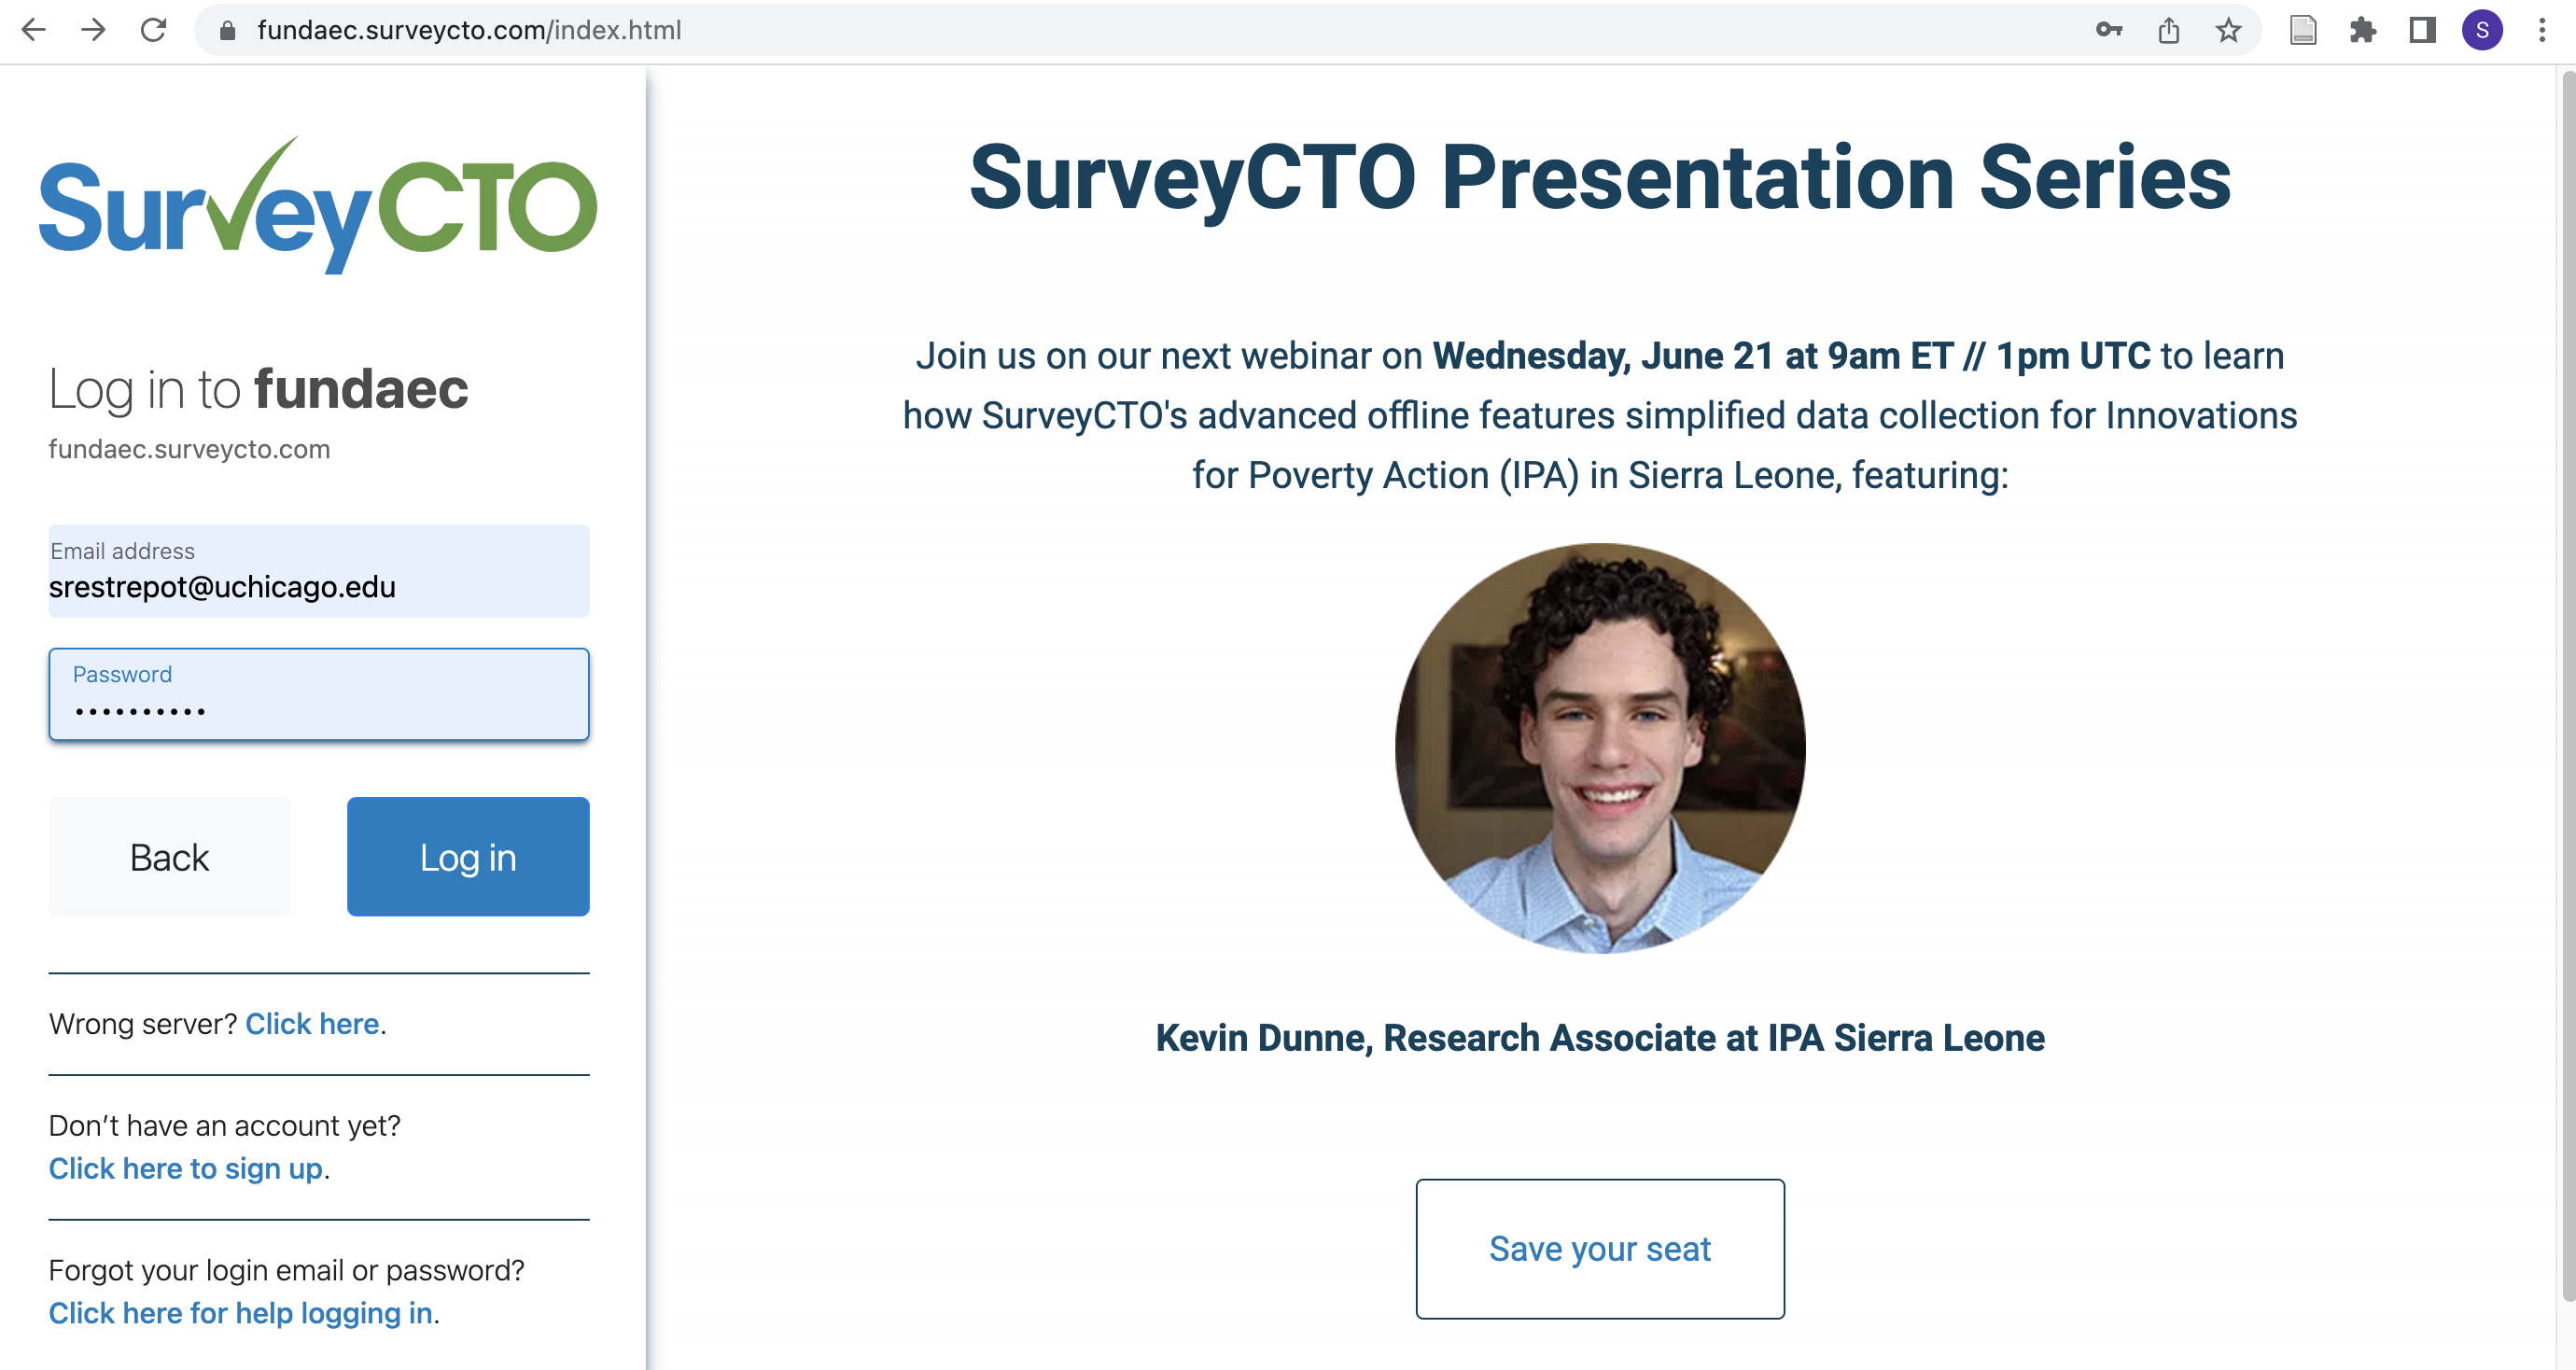 fundaec.surveycto.com/index.html
S
SurveyCTO
Log in to fundaec
fundaec.surveycto.com
Email address
srestrepot@uchicago.edu
Password
••••••••••
Back
Log in
Wrong server? Click here.
Don’t have an account yet?
Click here to sign up.
Forgot your login email or password?
Click here for help logging in.
SurveyCTO Presentation Series
Join us on our next webinar on Wednesday, June 21 at 9am ET // 1pm UTC to learn
how SurveyCTO's advanced offline features simplified data collection for Innovations
for Poverty Action (IPA) in Sierra Leone, featuring:
Kevin Dunne, Research Associate at IPA Sierra Leone
Save your seat